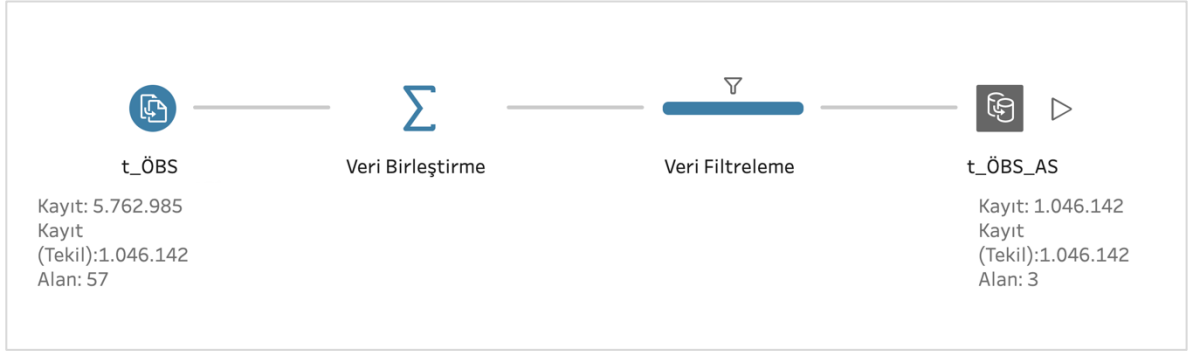 t_ÖBS
Kayıt: 5.762.985
Kayıt
(Tekil):1.046.142
Alan: 57
Veri Birleştirme
Veri Filtreleme
t_ÖBS_AS
Kayıt: 1.046.142
Kayıt
(Tekil):1.046.142
Alan: 3